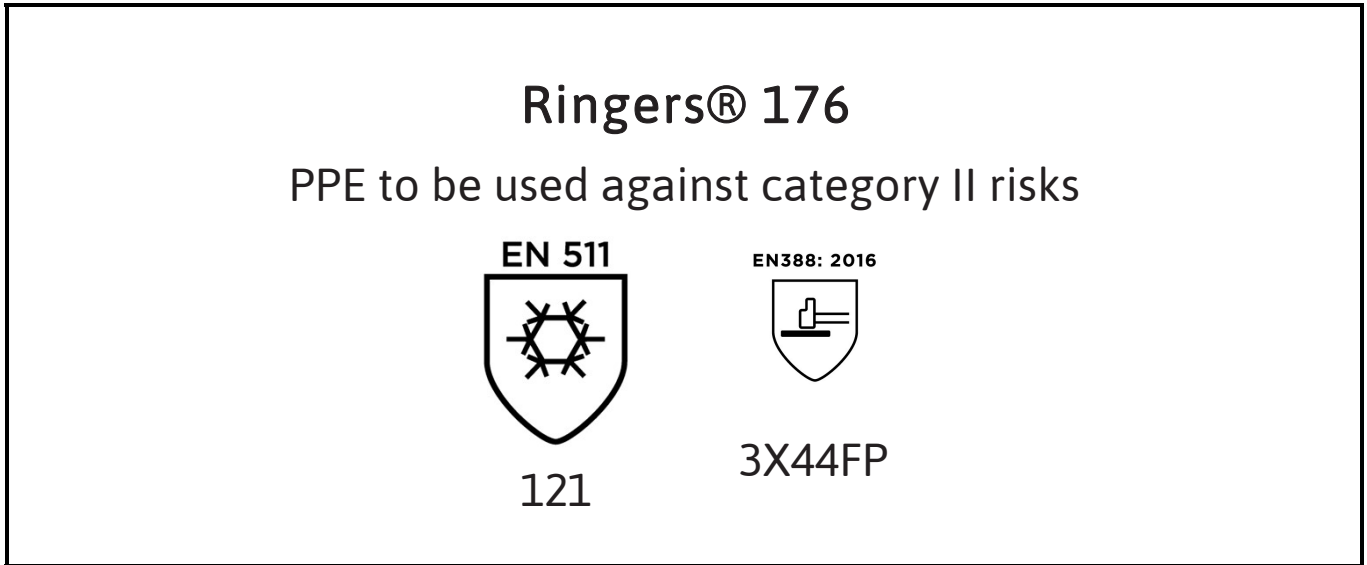 Ringers® 176
PPE to be used against category II risks
EN 511
EN388: 2016
121
3X44FP